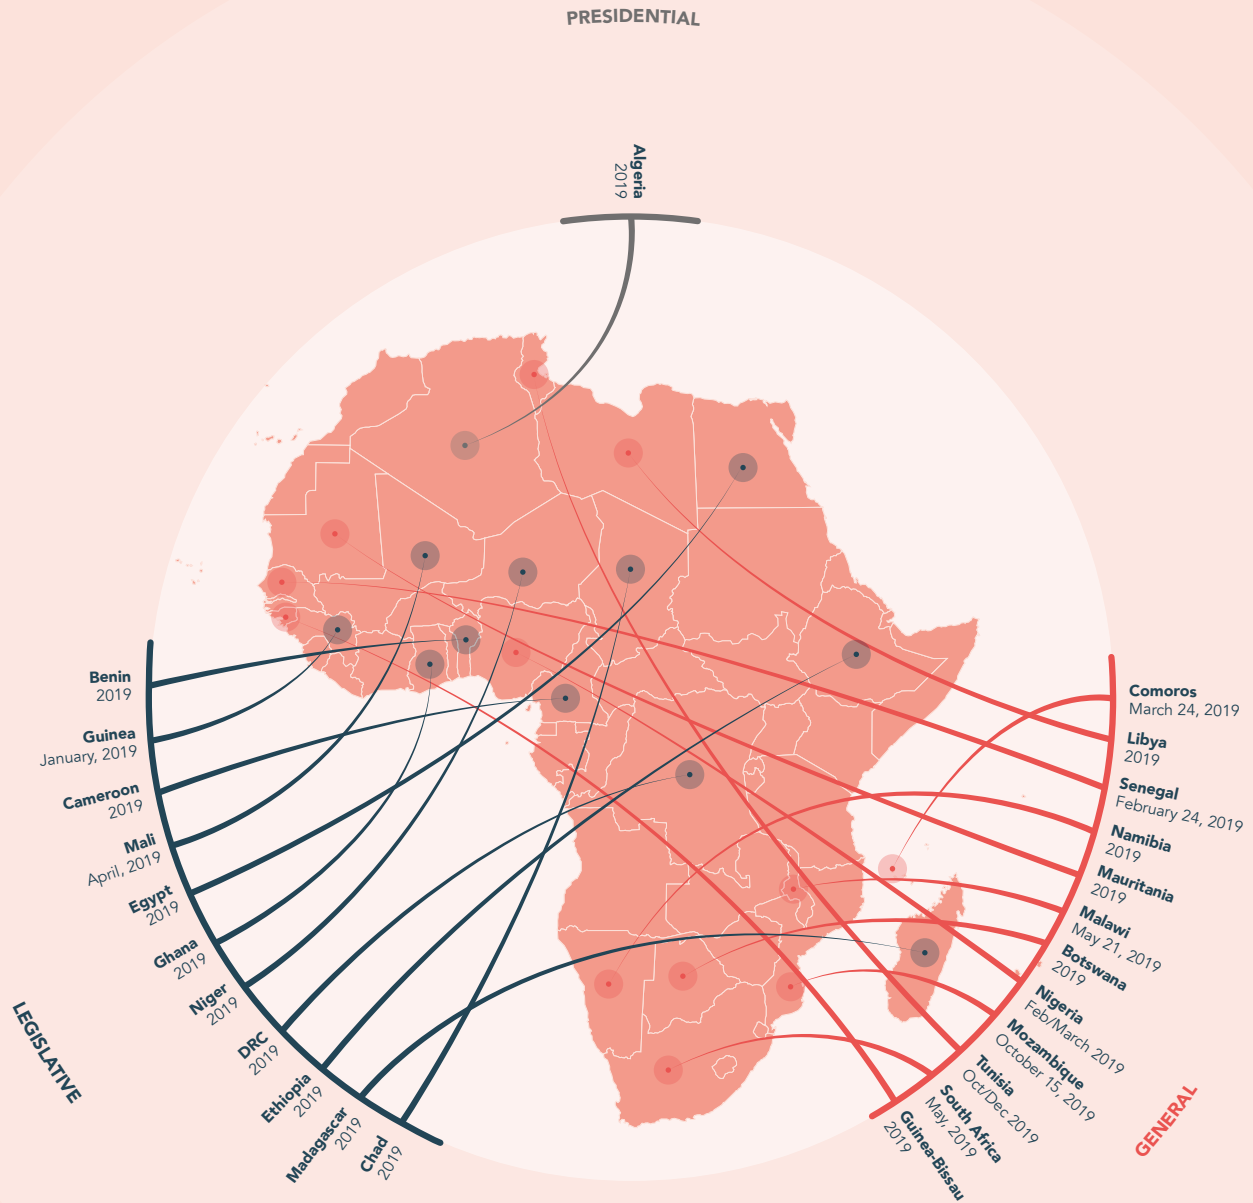 PRESIDENTIAL
Algeria
2019
Benin
2019
Guinea
January, 2019
Cameroon
2019
Mali
April, 2019
Egypt
2019
Ghana
2019
Niger
2019
DRC
2019
Ethiopia
2019
Madagascar
2019
Chad
2019
LEGISLATIVE
Comoros
March 24, 2019
Libya
2019
Senegal
February 24, 2019
Namibia
2019
Mauritania
2019
Malawi
May 21, 2019
Botswana
2019
Nigeria
Feb/March 2019
Mozambique
October 15, 2019
Tunisia
Oct/Dec 2019
South Africa
May, 2019
Guinea-Bissau
2019
GENERAL